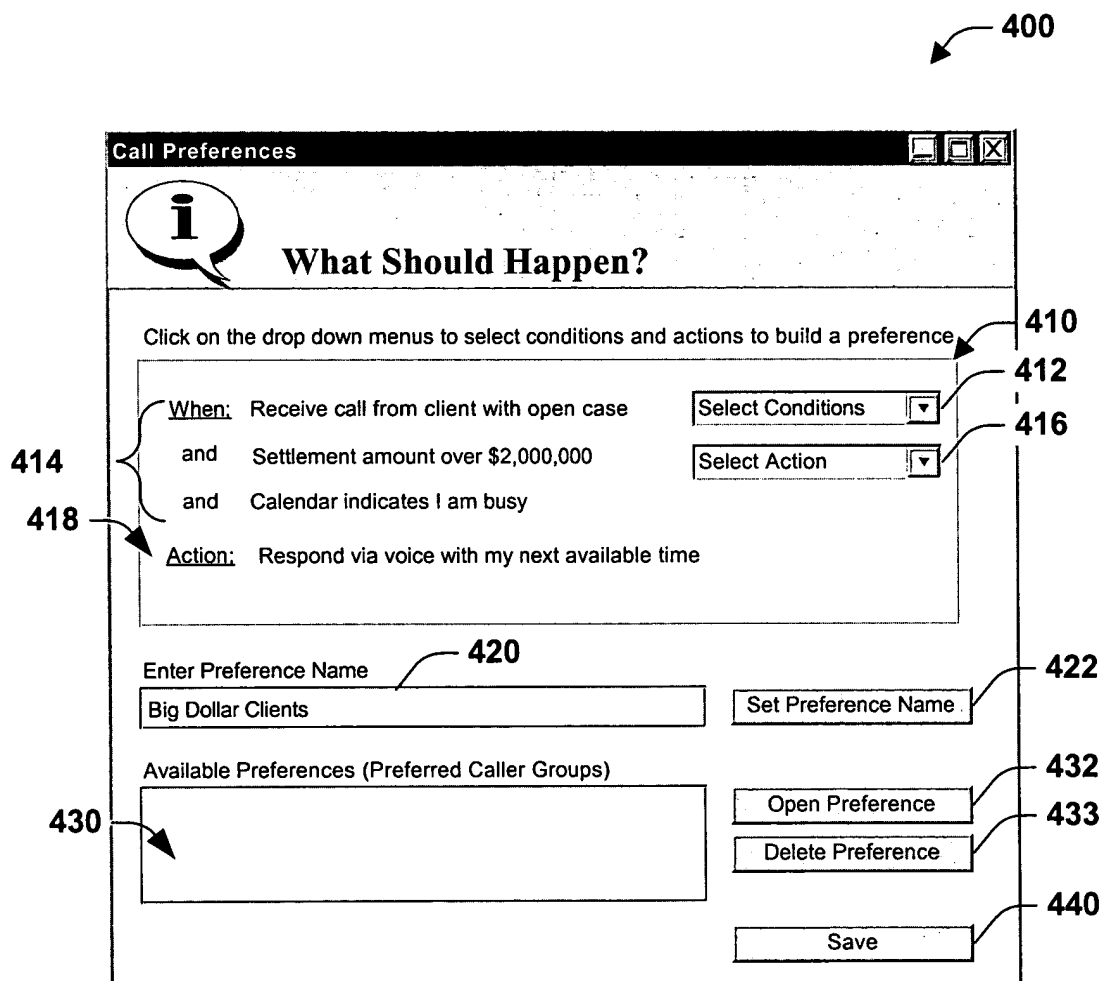 400
Call Preferences
i
What Should Happen?
Click on the drop down menus to select conditions and actions to build a preference
410
412
When: Receive call from client with open case Select Conditions
416
414
and Settlement amount over $2,000,000 Select Action
and Calendar indicates I am busy
418
Action: Respond via voice with my next available time
420
Enter Preference Name
422
Big Dollar Clients Set Preference Name
Available Preferences (Preferred Caller Groups)
432
Open Preference
430
433
Delete Preference
440
Save